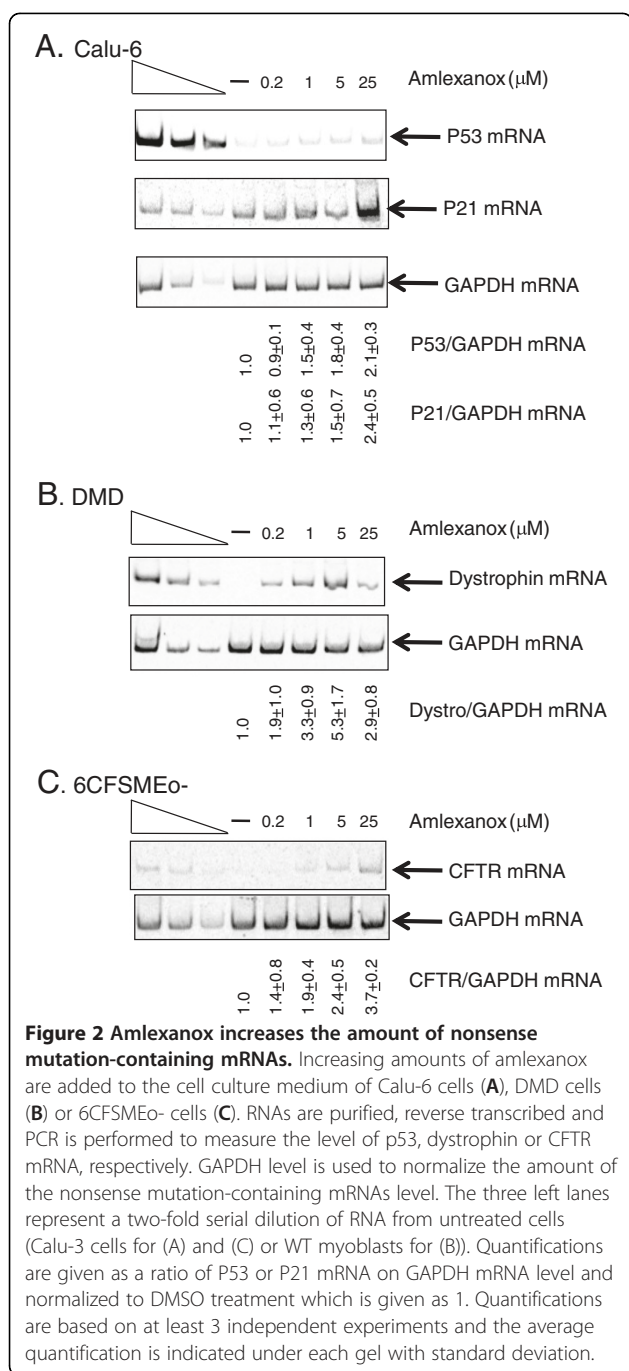 A. Calu-6
— 0.2 1 5 25 Amlexanox (μM)
P53 mRNA
P21 mRNA
GAPDH mRNA
1.0 0.9±0.1 1.5±0.4 1.8±0.4 2.1±0.3 P53/GAPDH mRNA
1.0 1.1±0.6 1.3±0.6 1.5±0.7 2.4±0.5 P21/GAPDH mRNA
B. DMD
— 0.2 1 5 25 Amlexanox (μM)
Dystrophin mRNA
GAPDH mRNA
1.0 1.9±1.0 3.3±0.9 5.3±1.7 2.9±0.8 Dystro/GAPDH mRNA
C. 6CFSMEo-
— 0.2 1 5 25 Amlexanox (μM)
CFTR mRNA
GAPDH mRNA
1.0 1.4±0.8 1.9±0.4 2.4±0.5 3.7±0.2 CFTR/GAPDH mRNA
Figure 2 Amlexanox increases the amount of nonsense
mutation-containing mRNAs. Increasing amounts of amlexanox
are added to the cell culture medium of Calu-6 cells (A), DMD cells
(B) or 6CFSMEo- cells (C). RNAs are purified, reverse transcribed and
PCR is performed to measure the level of p53, dystrophin or CFTR
mRNA, respectively. GAPDH level is used to normalize the amount of
the nonsense mutation-containing mRNAs level. The three left lanes
represent a two-fold serial dilution of RNA from untreated cells
(Calu-3 cells for (A) and (C) or WT myoblasts for (B)). Quantifications
are given as a ratio of P53 or P21 mRNA on GAPDH mRNA level and
normalized to DMSO treatment which is given as 1. Quantifications
are based on at least 3 independent experiments and the average
quantification is indicated under each gel with standard deviation.